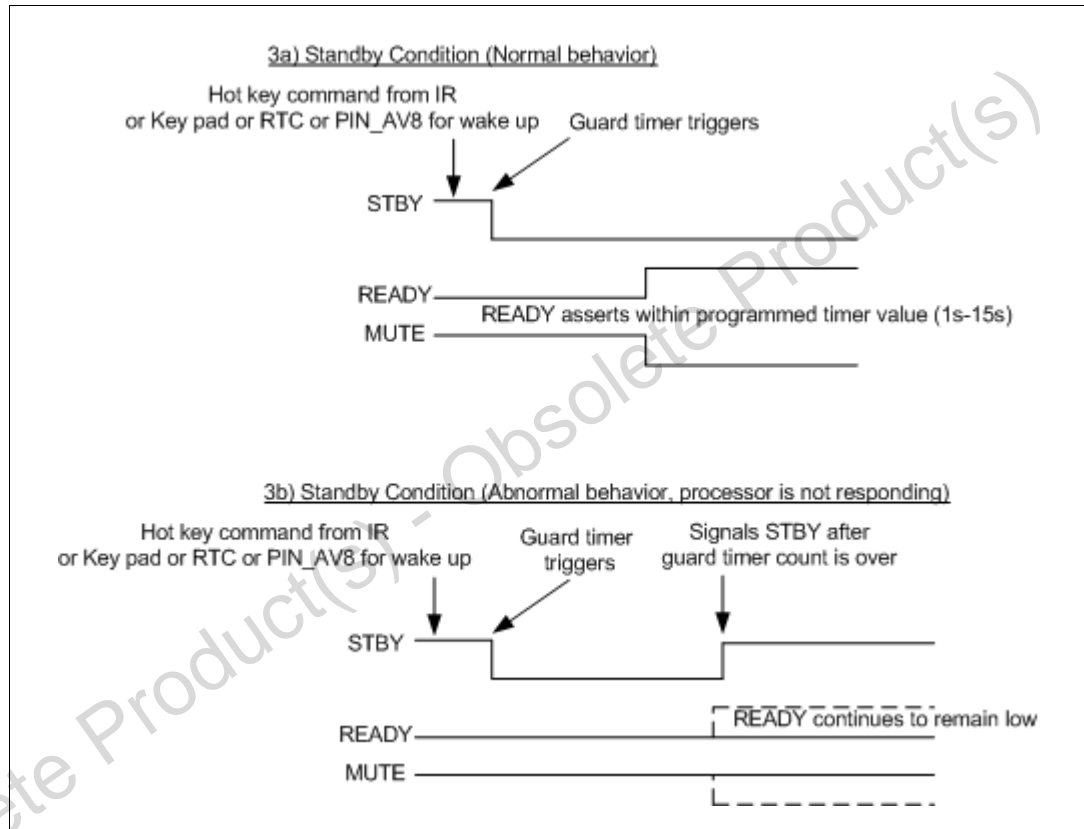 3a) Standby Condition (Normal behavior)
Hot key command from IR
or Key pad or RTC or PIN_AV8 for wake up
Guard timer triggers
STBY
READY
READY asserts within programmed timer value (1s-15s)
MUTE
3b) Standby Condition (Abnormal behavior, processor is not responding)
Hot key command from IR
or Key pad or RTC or PIN_AV8 for wake up
Guard timer
triggers
Signals STBY after
guard timer count is over
STBY
READY
READY continues to remain low
MUTE
ete Product(s) - Obsolete Product(s)